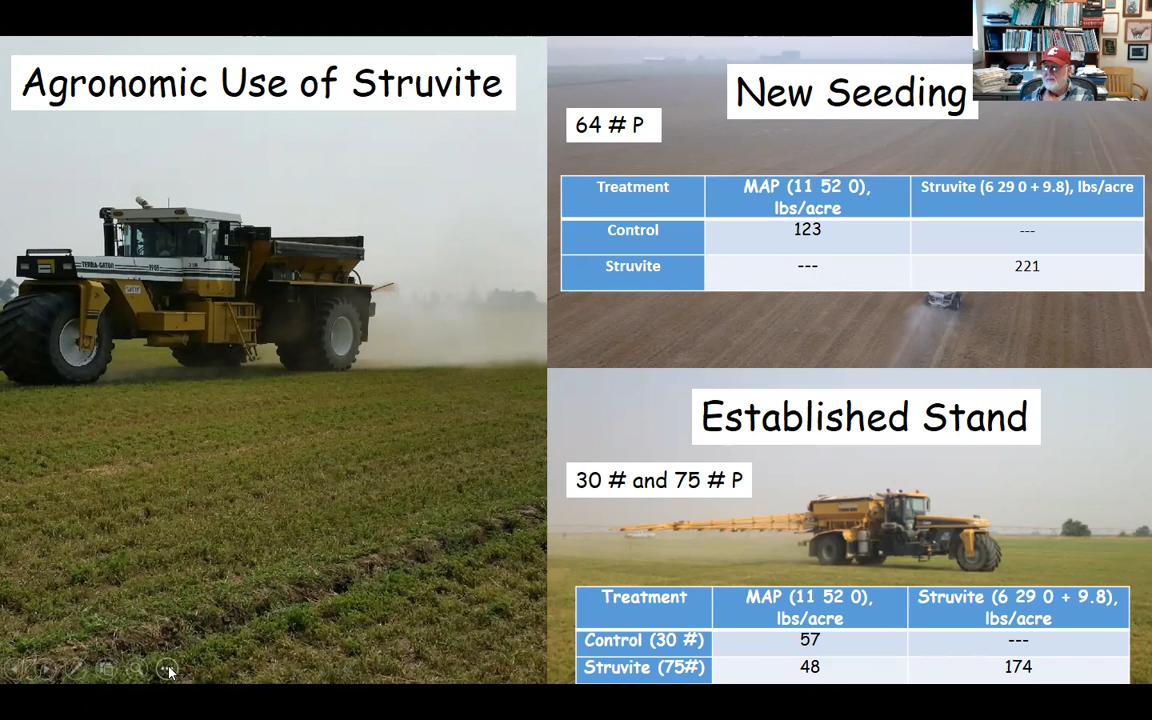 Agronomic Use of Struvite
TERRA-GATOR
New Seeding
64 # P
Treatment MAP (11 52 0), lbs/acre Struvite (6 29 0 + 9.8), lbs/acre
Control 123 ---
Struvite --- 221
Established Stand
30 # and 75 # P
Treatment MAP (11 52 0), lbs/acre Struvite (6 29 0 + 9.8), lbs/acre
Control (30 #) 57 ---
Struvite (75#) 48 174